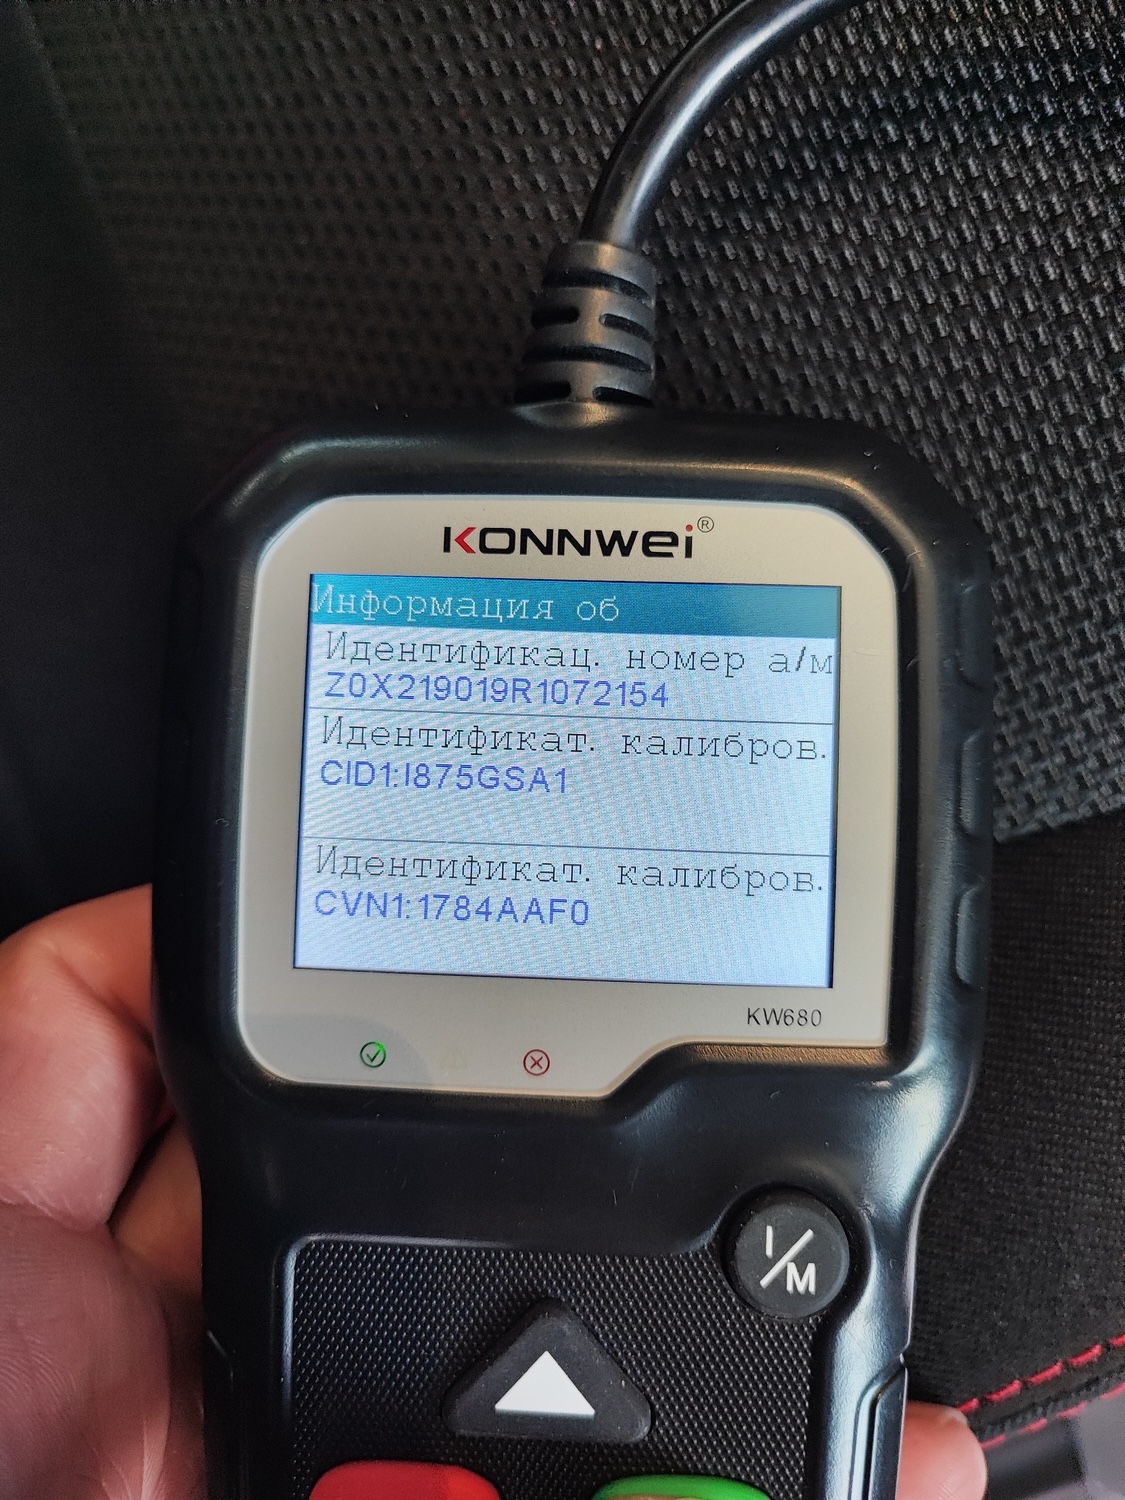 KONNWEI®
Информация об
Идентификац. номер а/м
Z0X219019R1072154
Идентификат. калибров.
CID1:I875GSA1
Идентификат. калибров.
CVN1:1784AAF0
KW680
I/M